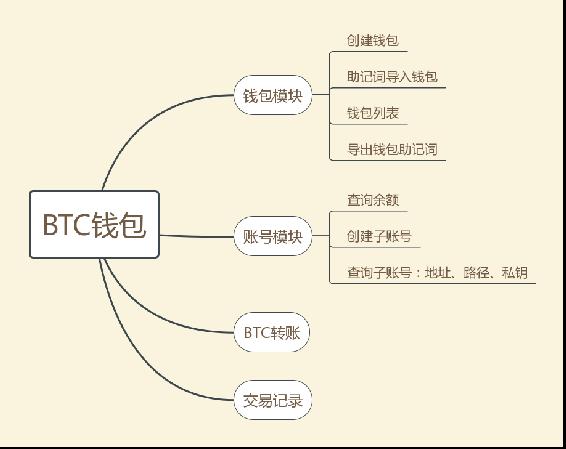 创建钱包
助记词导入钱包
钱包模块
钱包列表
导出钱包助记词
BTC钱包
查询余额
账号模块
创建子账号
查询子账号：地址、路径、私钥
BTC转账
交易记录